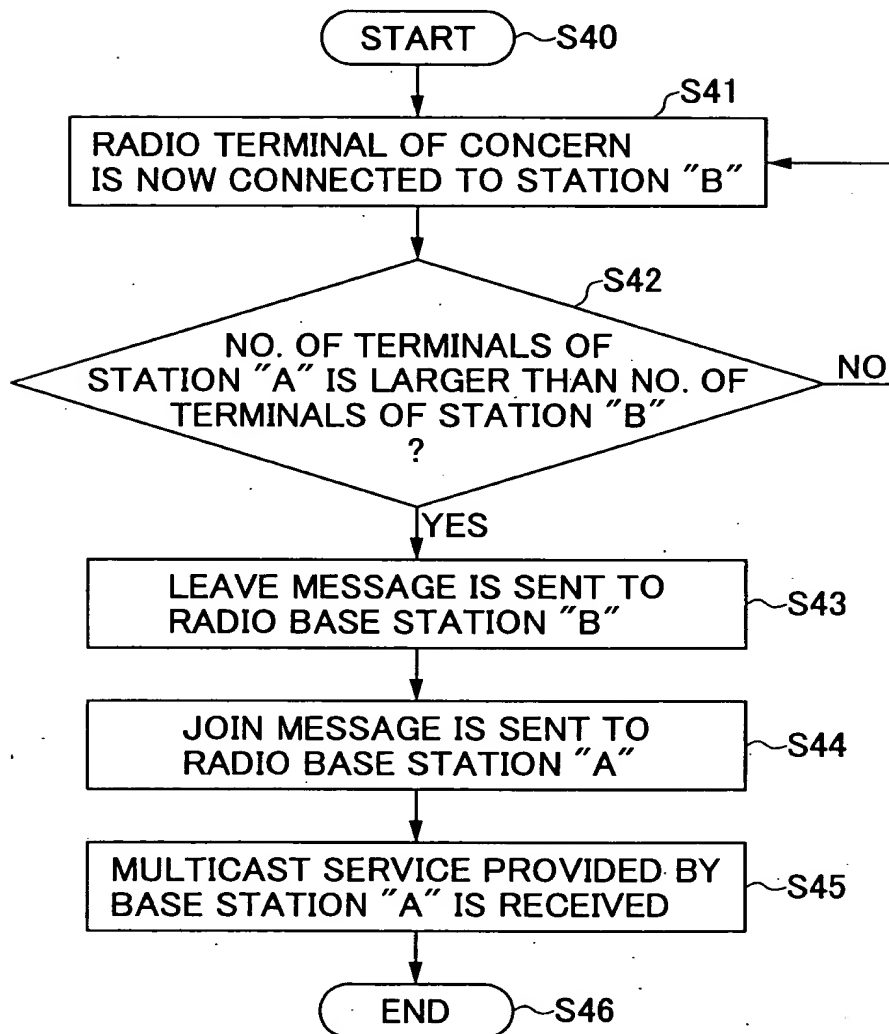 START
S40
S41
RADIO TERMINAL OF CONCERN
IS NOW CONNECTED TO STATION "B"
S42
NO. OF TERMINALS OF
STATION "A" IS LARGER THAN NO. OF
TERMINALS OF STATION "B"
?
NO
YES
LEAVE MESSAGE IS SENT TO
RADIO BASE STATION "B"
S43
JOIN MESSAGE IS SENT TO
RADIO BASE STATION "A"
S44
MULTICAST SERVICE PROVIDED BY
BASE STATION "A" IS RECEIVED
S45
END
S46